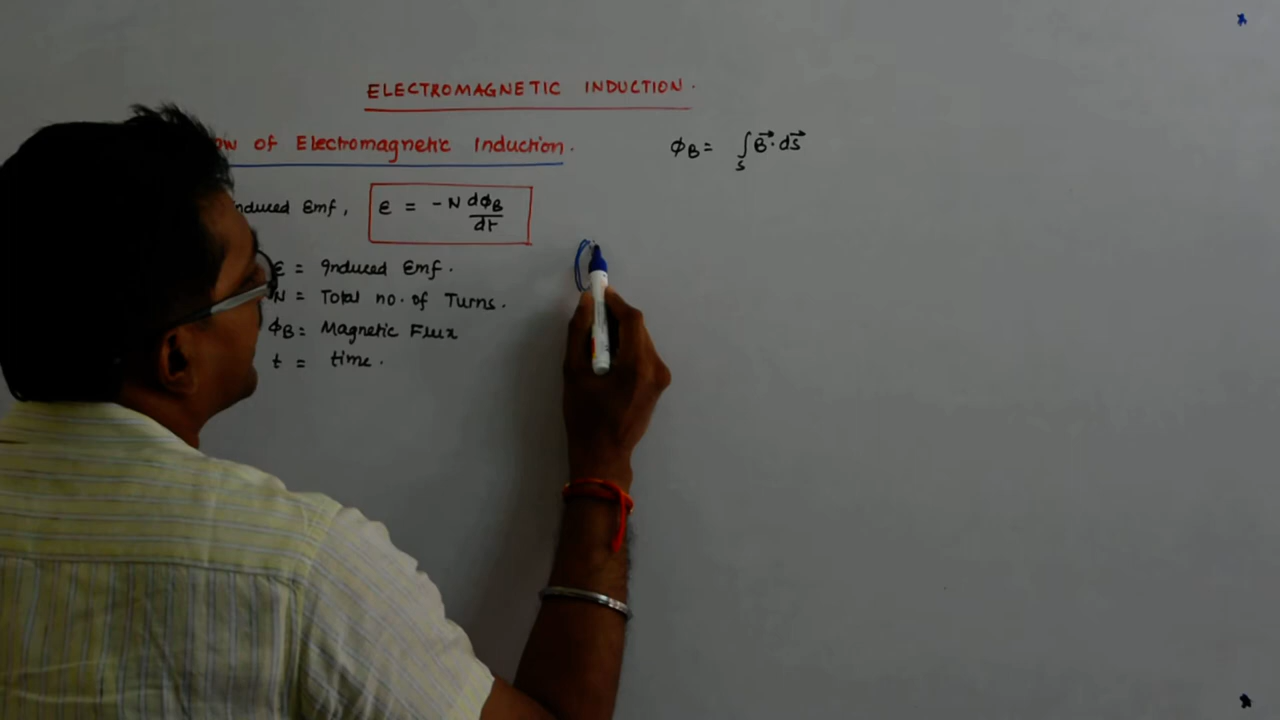 ELECTROMAGNETIC INDUCTION.
of Electromagnetic Induction.
Induced Emf, ε = -N dϕB/dt
ε = Induced Emf.
N = Total no. of Turns.
ϕB = Magnetic Flux
t = time.
ϕB = ∫s B⃗·ds⃗